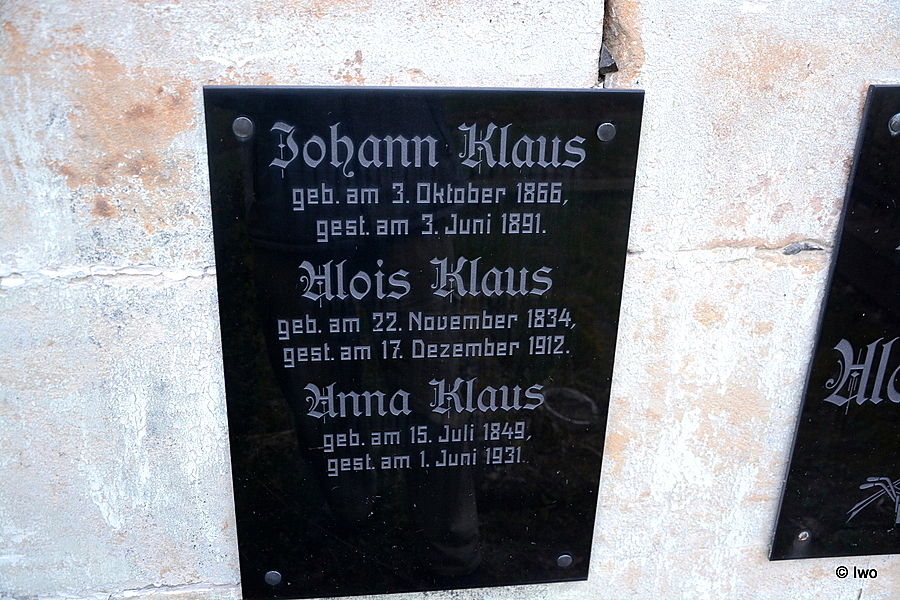 Johann Klaus
geb. am 3. Oktober 1866,
gest. am 3. Juni 1891.
Alois Klaus
geb. am 22. November 1834,
gest. am 17. Dezember 1912.
Anna Klaus
geb. am 15. Juli 1849,
gest. am 1. Juni 1931.
© Iwo